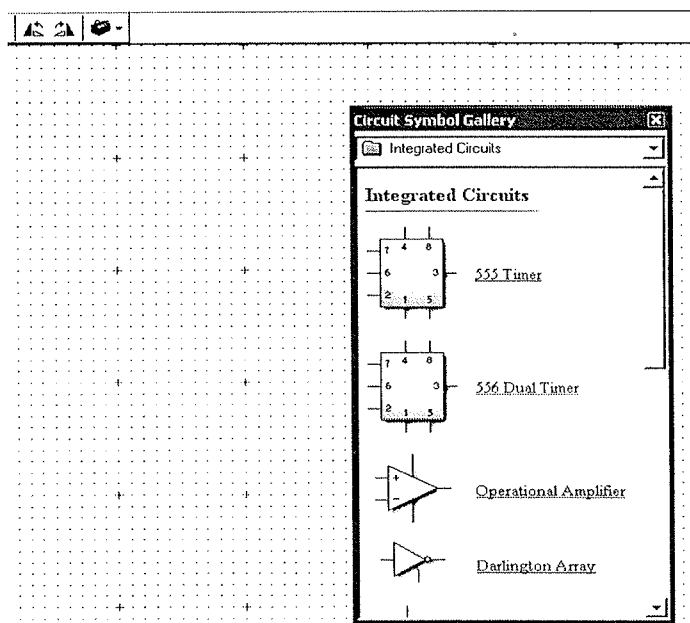 Circuit Symbol Gallery
Integrated Circuits
Integrated Circuits
4 8
7
6 3
2
1 5
555 Timer
4 8
7
6 3
2
1 5
556 Dual Timer
+
−
Operational Amplifier
Darlington Array